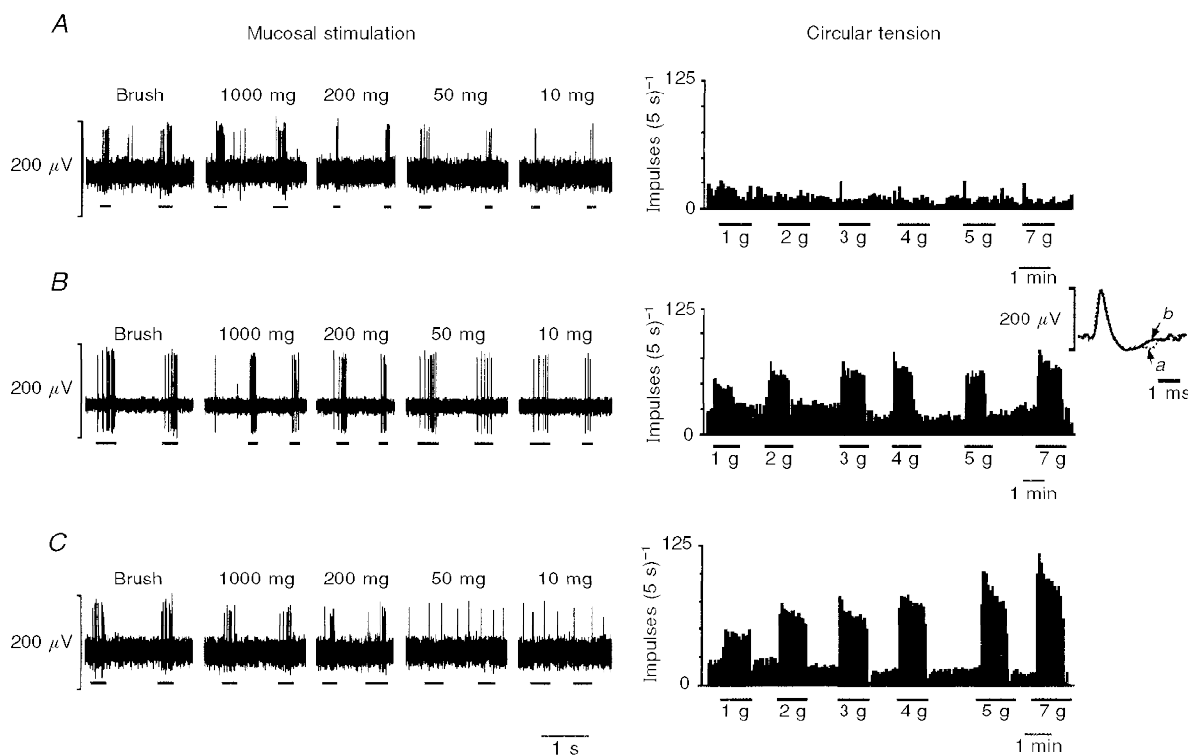 A
Mucosal stimulation
Circular tension
Brush 1000 mg 200 mg 50 mg 10 mg
200 μV
125
Impulses (5 s)⁻¹
0
1 g 2 g 3 g 4 g 5 g 7 g
1 min
B
Brush 1000 mg 200 mg 50 mg 10 mg
200 μV
125
Impulses (5 s)⁻¹
0
1 g 2 g 3 g 4 g 5 g 7 g
1 min
200 μV
b
a
1 ms
C
Brush 1000 mg 200 mg 50 mg 10 mg
200 μV
1 s
125
Impulses (5 s)⁻¹
0
1 g 2 g 3 g 4 g 5 g 7 g
1 min